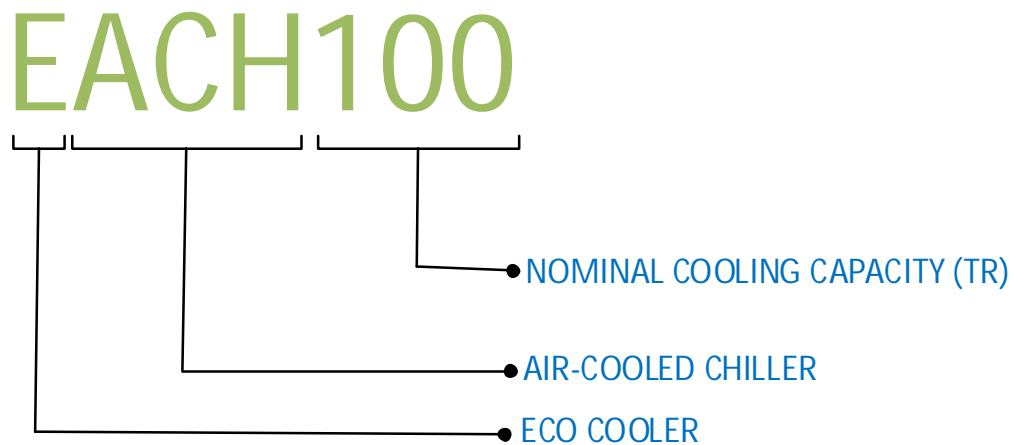 EACH100
NOMINAL COOLING CAPACITY (TR)
AIR-COOLED CHILLER
ECO COOLER